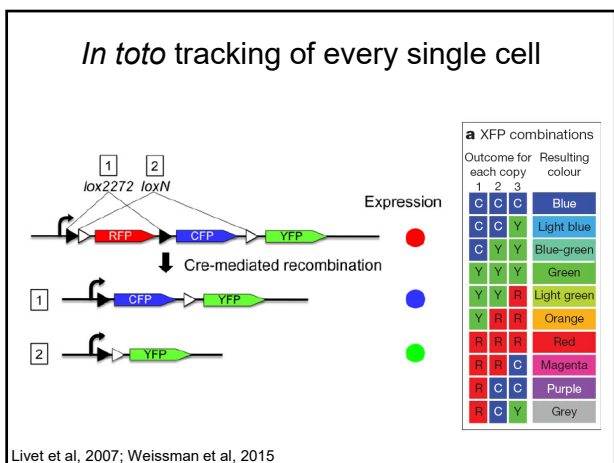 In toto tracking of every single cell
1 2
lox2272 loxN
Expression
RFP CFP YFP
Cre-mediated recombination
1 CFP YFP
2 YFP
a XFP combinations
Outcome for each copy Resulting colour
1 2 3
C C C Blue
C C Y Light blue
C Y Y Blue-green
Y Y Y Green
Y Y R Light green
Y R R Orange
R R R Red
R R C Magenta
R C C Purple
R C Y Grey
Livet et al, 2007; Weissman et al, 2015